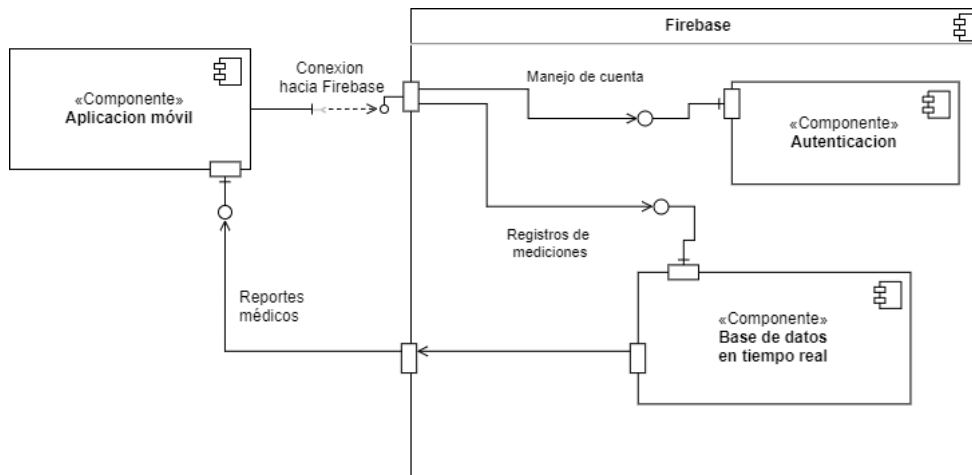 Firebase
Conexion
hacia Firebase
Manejo de cuenta
«Componente»
Aplicacion móvil
«Componente»
Autenticacion
Registros de
mediciones
Reportes
médicos
«Componente»
Base de datos
en tiempo real